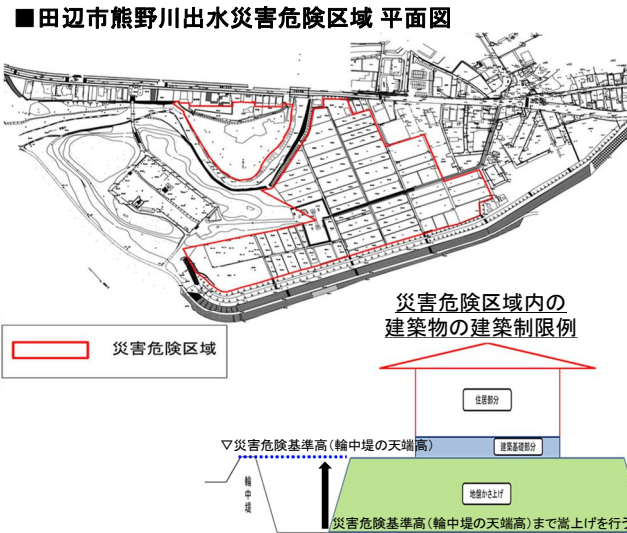 ■田辺市熊野川出水災害危険区域 平面図
災害危険区域
災害危険区域内の
建築物の建築制限例
住居部分
▽災害危険基準高(輪中堤の天端高)
建築基礎部分
輪中堤
地盤かさ上げ
災害危険基準高(輪中堤の天端高)まで嵩上げを行う